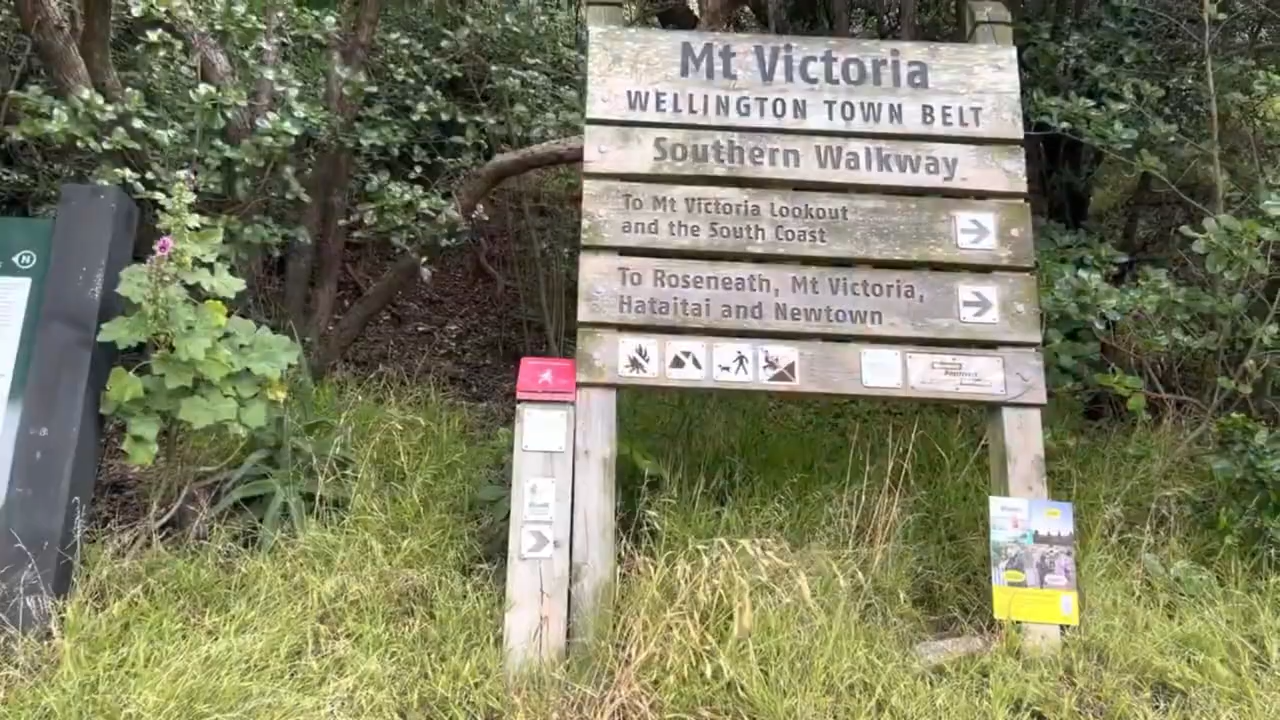 Mt Victoria
WELLINGTON TOWN BELT
Southern Walkway
To Mt Victoria Lookout
and the South Coast
To Roseneath, Mt Victoria,
Hataitai and Newtown
N